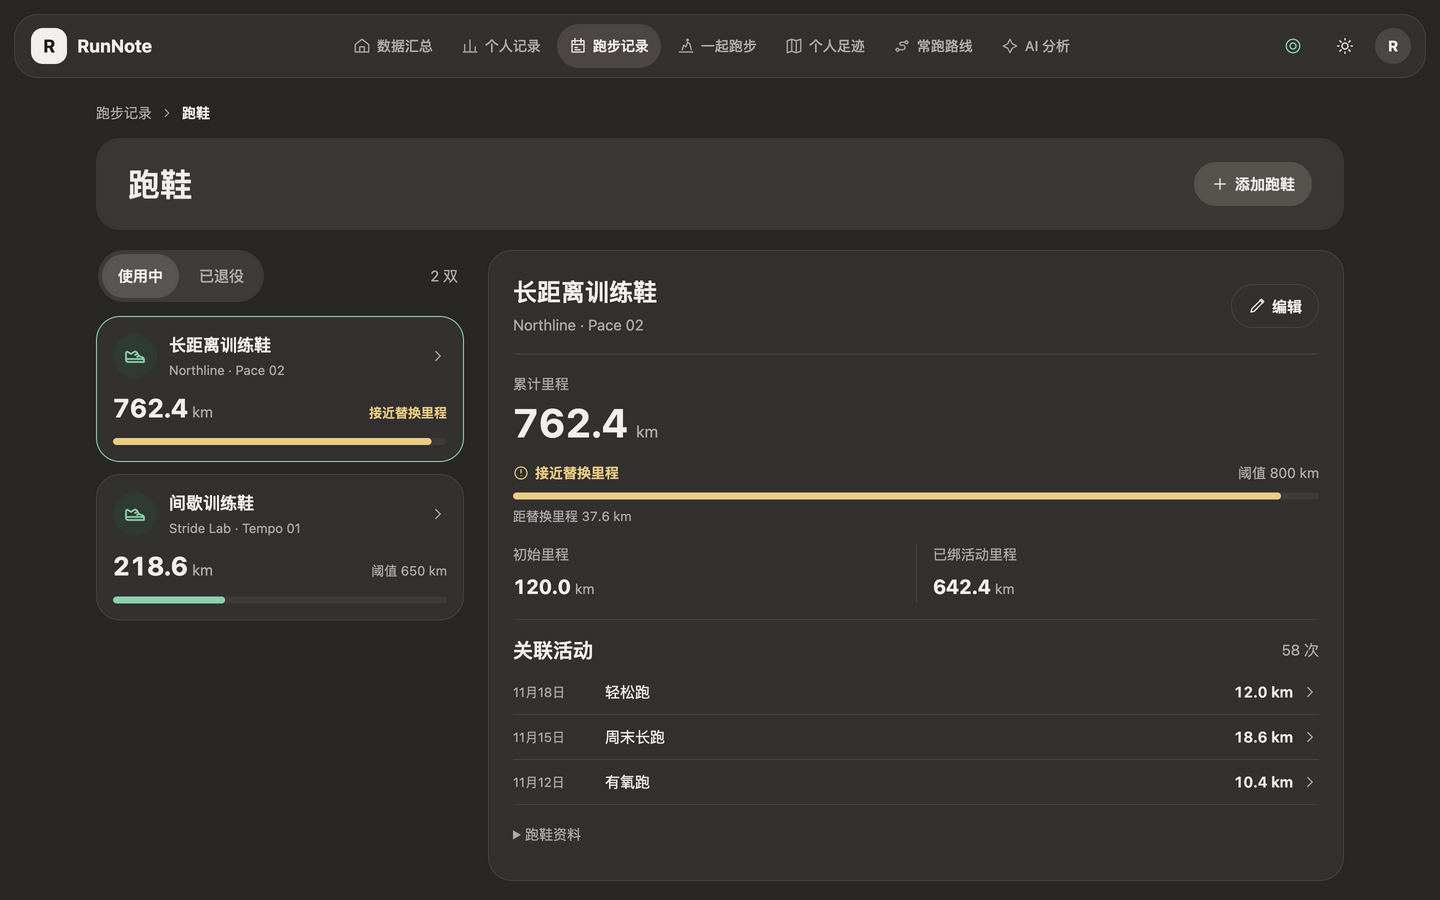 R RunNote 数据汇总 个人记录 跑步记录 一起跑步 个人足迹 常跑路线 AI 分析 R
跑步记录 > 跑鞋
跑鞋
+ 添加跑鞋
使用中 已退役 2 双
长距离训练鞋
Northline · Pace 02
762.4 km 接近替换里程
间歇训练鞋
Stride Lab · Tempo 01
218.6 km 阈值 650 km
长距离训练鞋
Northline · Pace 02
编辑
累计里程
762.4 km
接近替换里程 阈值 800 km
距替换里程 37.6 km
初始里程 已绑活动里程
120.0 km 642.4 km
关联活动 58 次
11月18日 轻松跑 12.0 km
11月15日 周末长跑 18.6 km
11月12日 有氧跑 10.4 km
跑鞋资料